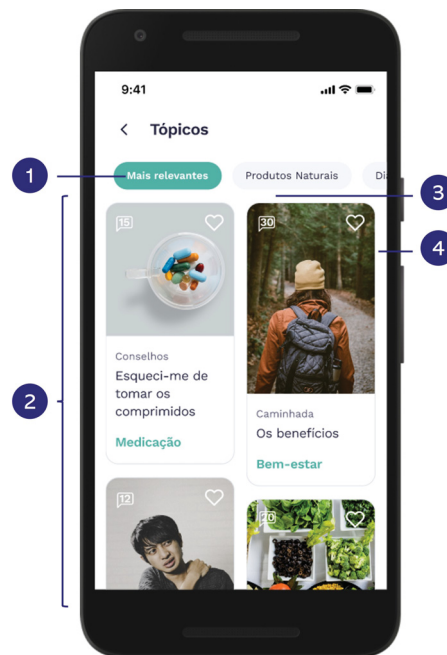 9:41
Tópicos
1
Mais relevantes
Produtos Naturais
3
15
30
4
Conselhos
Esqueci-me de
tomar os
comprimidos
Medicação
2
Caminhada
Os benefícios
Bem-estar
12
20